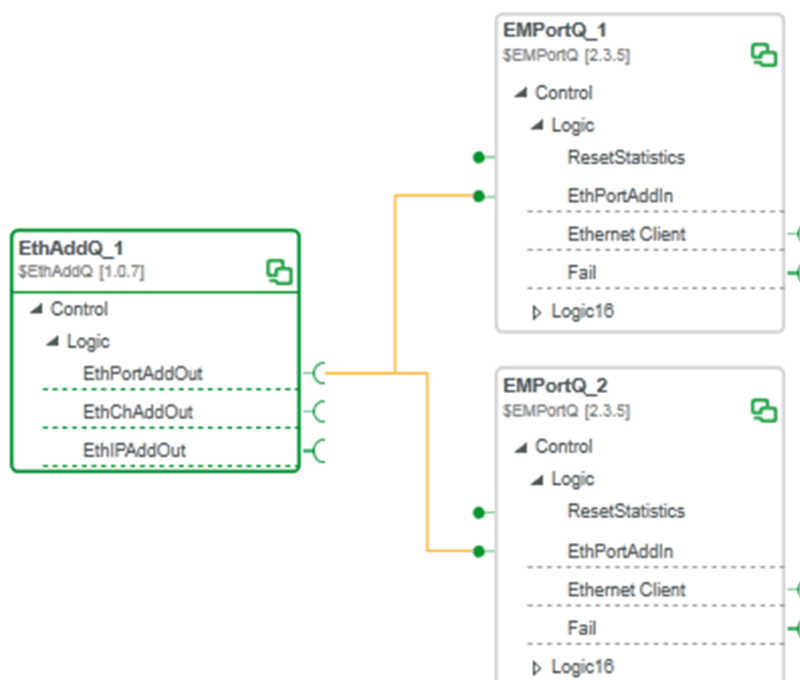 EMPortQ_1
$EMPortQ [2.3.5]
Control
Logic
ResetStatistics
EthPortAddIn
Ethernet Client
Fail
Logic16
EthAddQ_1
$EthAddQ [1.0.7]
Control
Logic
EthPortAddOut
EthChAddOut
EthIPAddOut
EMPortQ_2
$EMPortQ [2.3.5]
Control
Logic
ResetStatistics
EthPortAddIn
Ethernet Client
Fail
Logic16